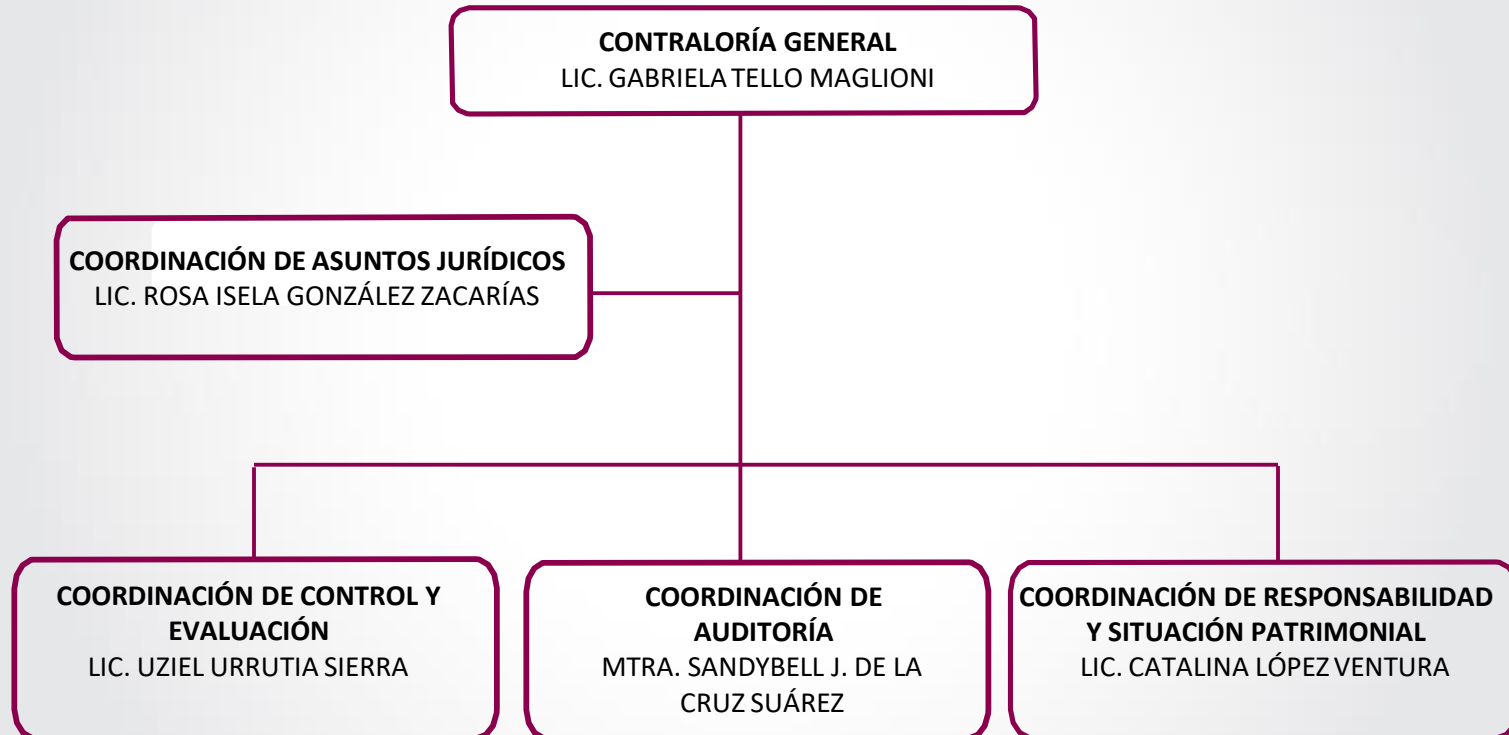 CONTRALORÍA GENERAL
LIC. GABRIELA TELLO MAGLIONI
COORDINACIÓN DE ASUNTOS JURÍDICOS
LIC. ROSA ISELA GONZÁLEZ ZACARÍAS
COORDINACIÓN DE CONTROL Y
EVALUACIÓN
LIC. UZIEL URRUTIA SIERRA
COORDINACIÓN DE
AUDITORÍA
MTRA. SANDYBELL J. DE LA
CRUZ SUÁREZ
COORDINACIÓN DE RESPONSABILIDAD
Y SITUACIÓN PATRIMONIAL
LIC. CATALINA LÓPEZ VENTURA